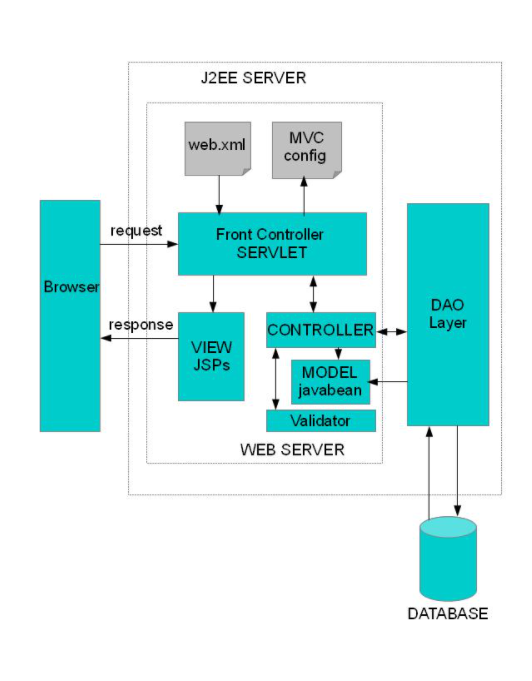 J2EE SERVER
web.xml
MVC
config
request
Front Controller
SERVLET
Browser
response
VIEW
JSPs
CONTROLLER
MODEL
javabean
Validator
DAO
Layer
WEB SERVER
DATABASE